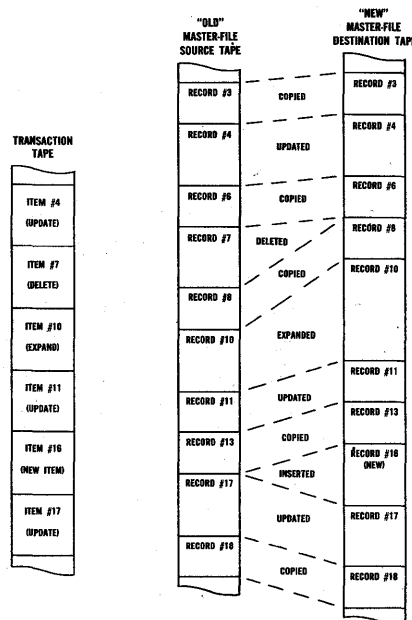 "OLD"
MASTER-FILE
SOURCE TAPE
"NEW"
MASTER-FILE
DESTINATION TAPE
TRANSACTION
TAPE
ITEM #4
(UPDATE)
ITEM #7
(DELETE)
ITEM #10
(EXPAND)
ITEM #11
(UPDATE)
ITEM #16
(NEW ITEM)
ITEM #17
(UPDATE)
RECORD #3
RECORD #4
RECORD #6
RECORD #7
RECORD #8
RECORD #10
RECORD #11
RECORD #13
RECORD #17
RECORD #18
COPIED
UPDATED
COPIED
DELETED
COPIED
EXPANDED
UPDATED
COPIED
INSERTED
UPDATED
COPIED
RECORD #3
RECORD #4
RECORD #6
RECORD #8
RECORD #10
RECORD #11
RECORD #13
RECORD #16
(NEW)
RECORD #17
RECORD #18